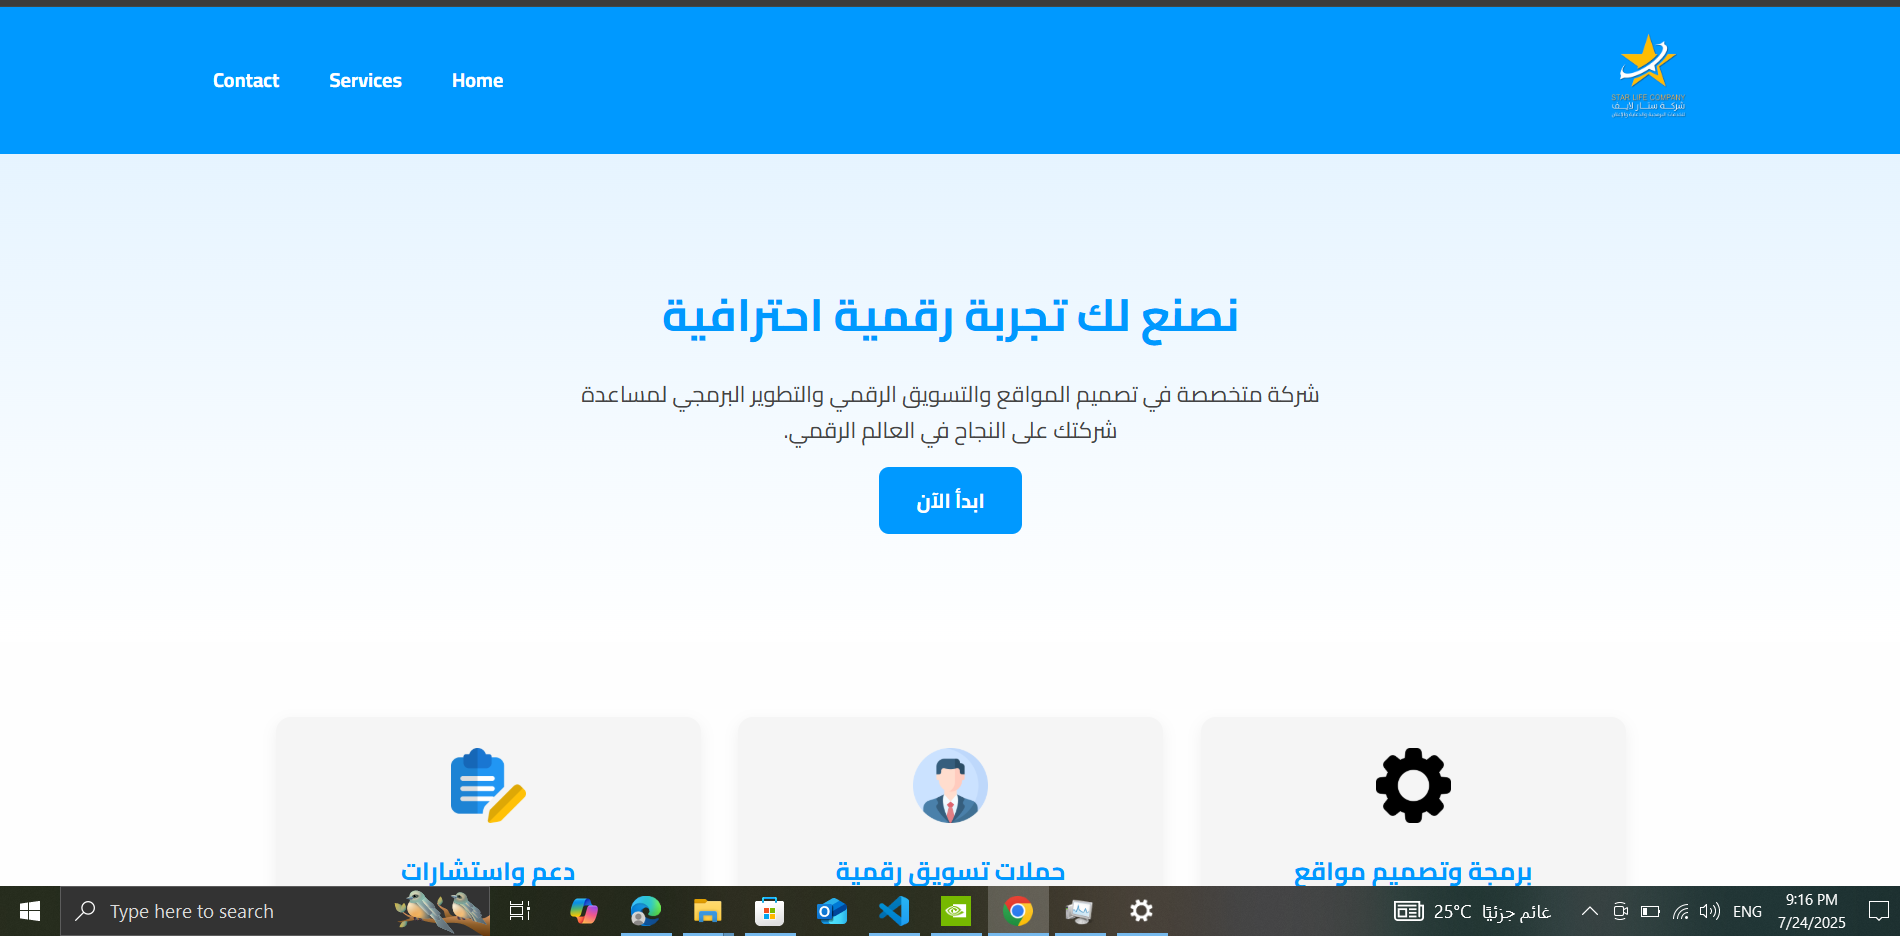 Contact Services Home
STAR LIFE COMPANY
شركة ستار لايف
نصنع لك تجربة رقمية احترافية
شركة متخصصة في تصميم المواقع والتسويق الرقمي والتطوير البرمجي لمساعدة
شركتك على النجاح في العالم الرقمي.
ابدأ الآن
برمجة وتصميم مواقع
حملات تسويق رقمية
دعم واستشارات
Type here to search
25°C غائم جزئيًا
ENG
9:16 PM
7/24/2025